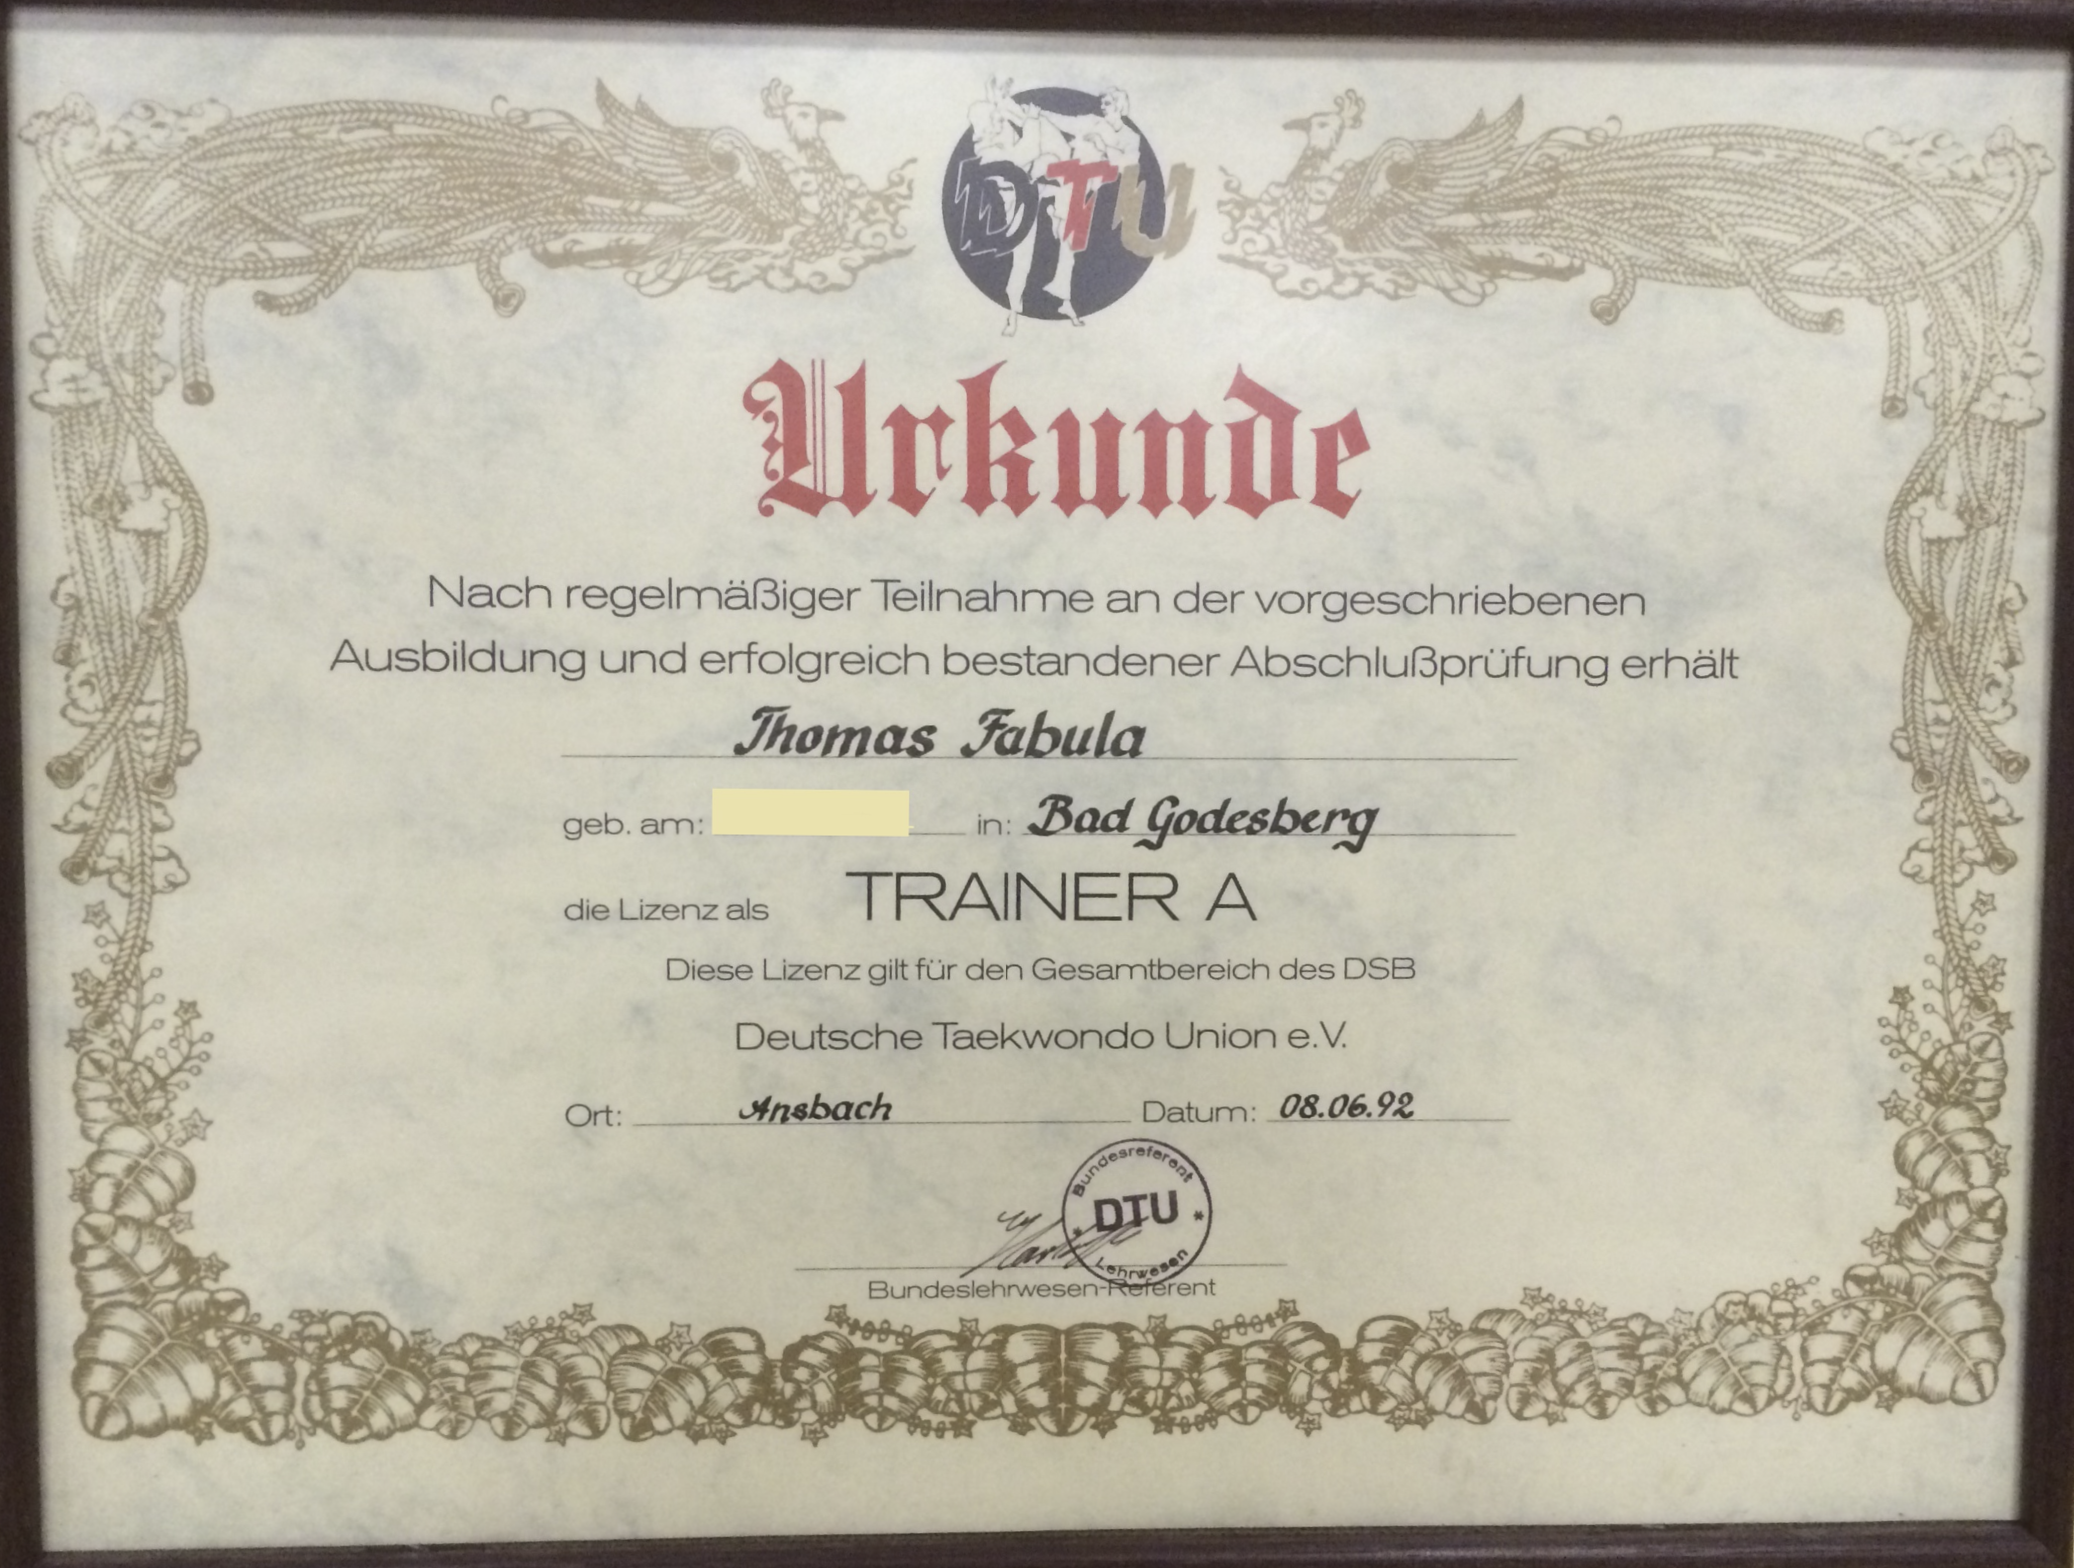 DTU
Urkunde
Nach regelmäßiger Teilnahme an der vorgeschriebenen
Ausbildung und erfolgreich bestandener Abschlußprüfung erhält
Thomas Fabula
geb. am: in: Bad Godesberg
die Lizenz als TRAINER A
Diese Lizenz gilt für den Gesamtbereich des DSB
Deutsche Taekwondo Union e.V.
Ort: Ansbach Datum: 08.06.92
Bundesreferent
DTU
Lehrwesen
Bundeslehrwesen-Referent